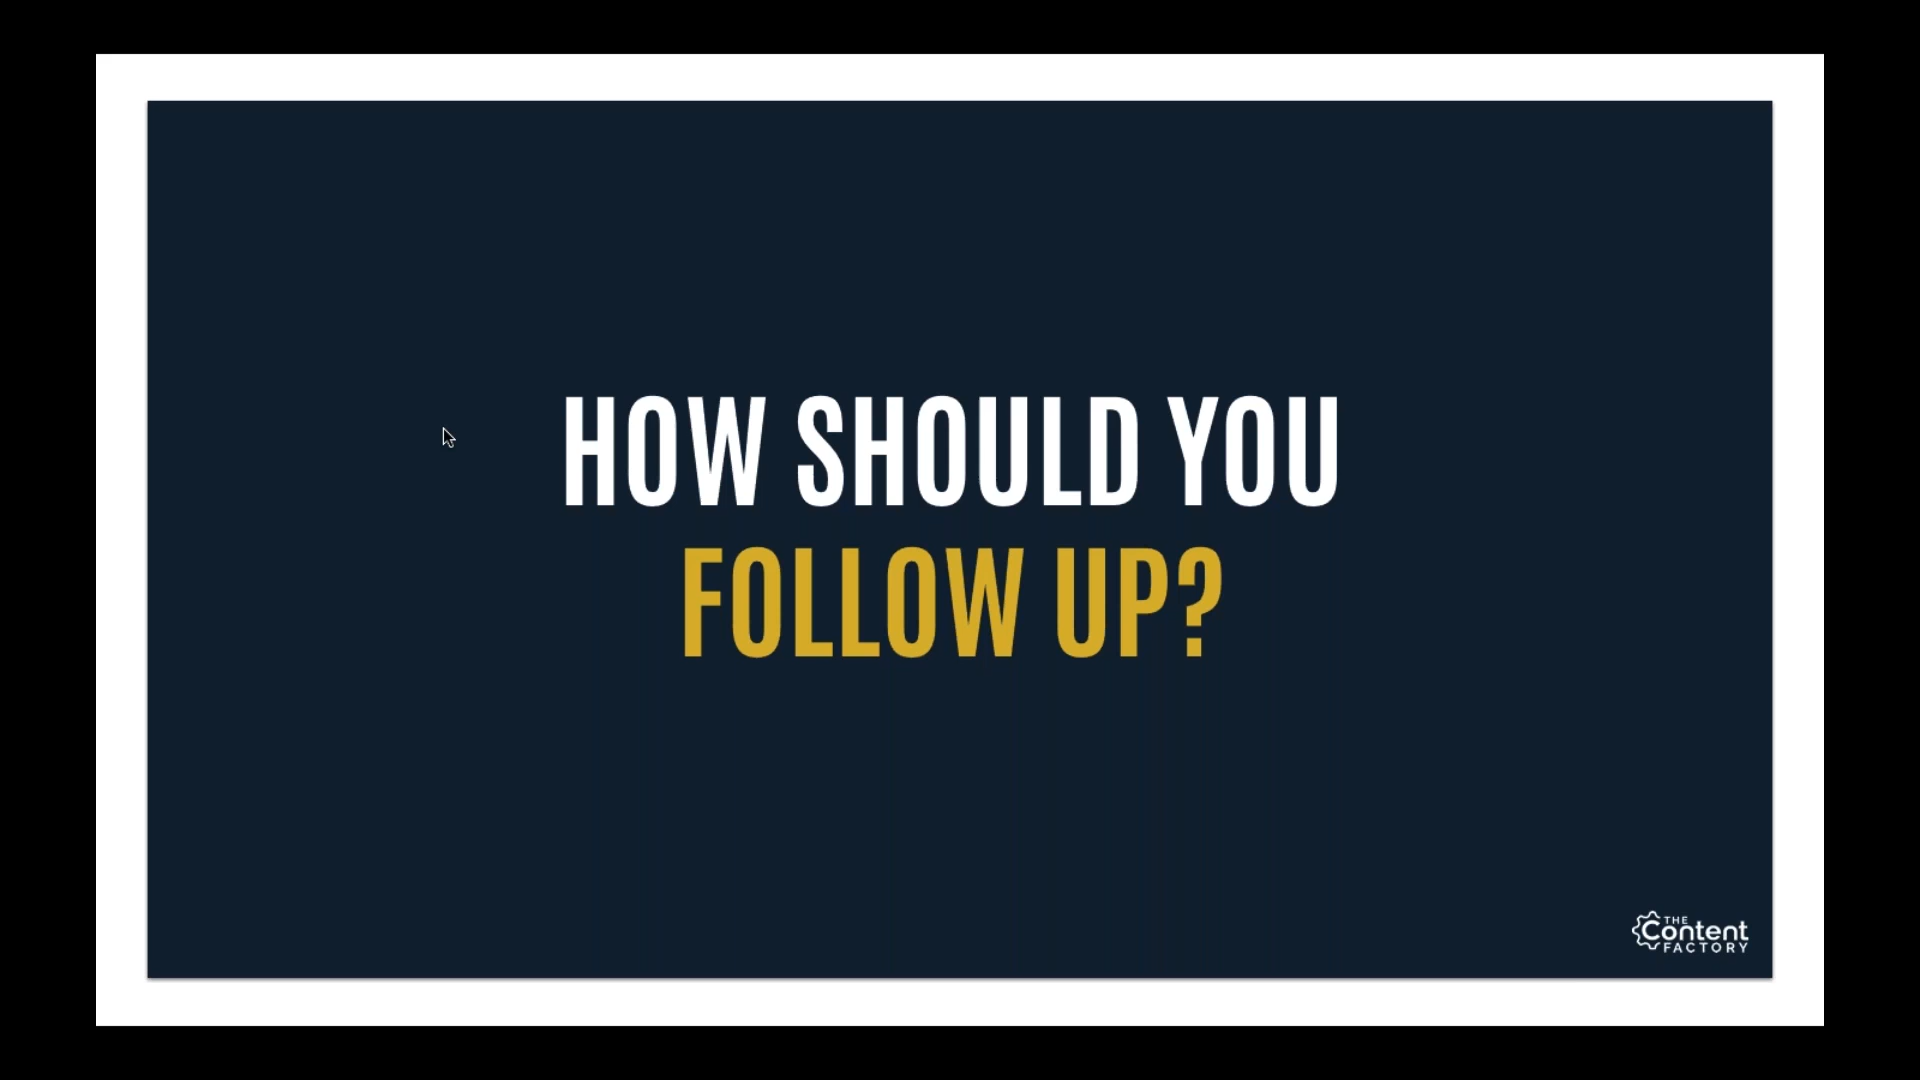 HOW SHOULD YOU
FOLLOW UP?
THE
Content
FACTORY